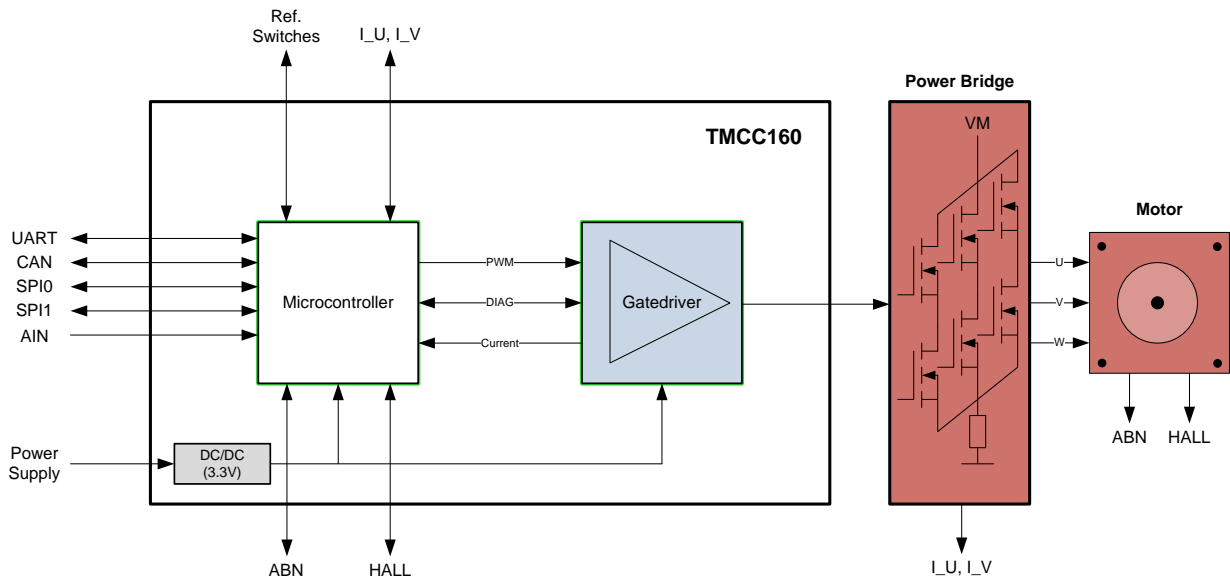 Ref.
Switches
I_U, I_V
Power Bridge
TMCC160
VM
Motor
UART
CAN
SPI0
SPI1
AIN
Microcontroller
PWM
DIAG
Current
Gatedriver
U
V
W
ABN
HALL
Power
Supply
DC/DC
(3.3V)
ABN
HALL
I_U, I_V